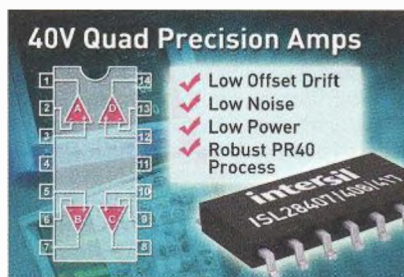 40V Quad Precision Amps
1
14
2
A
D
13
3
12
4
11
5
10
6
B
C
9
7
8
Low Offset Drift
Low Noise
Low Power
Robust PR40
Process
intersil
ISL28407/408/417